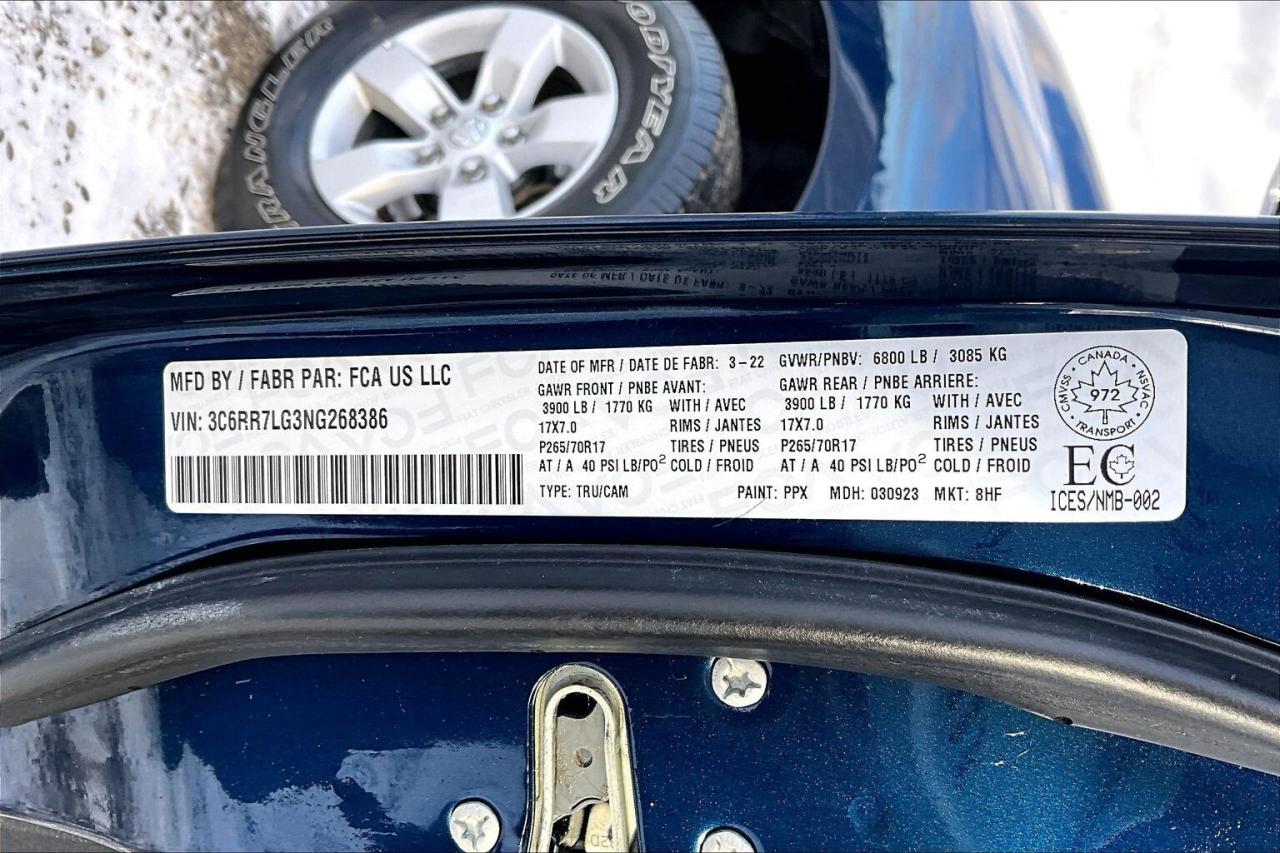 WRANGLER
GOODYEAR
MFD BY / FABR PAR: FCA US LLC
VIN: 3C6RR7LG3NG268386
DATE OF MFR / DATE DE FABR: 3-22 GVWR/PNBV: 6800 LB / 3085 KG
GAWR FRONT / PNBE AVANT: GAWR REAR / PNBE ARRIERE:
3900 LB / 1770 KG WITH / AVEC 3900 LB / 1770 KG WITH / AVEC
17X7.0 RIMS / JANTES 17X7.0 RIMS / JANTES
P265/70R17 TIRES / PNEUS P265/70R17 TIRES / PNEUS
AT / A 40 PSI LB/PO² COLD / FROID AT / A 40 PSI LB/PO² COLD / FROID
TYPE: TRU/CAM PAINT: PPX MDH: 030923 MKT: 8HF
CANADA
CMVSS 972 NSVAC
TRANSPORT
EC
ICES/NMB-002